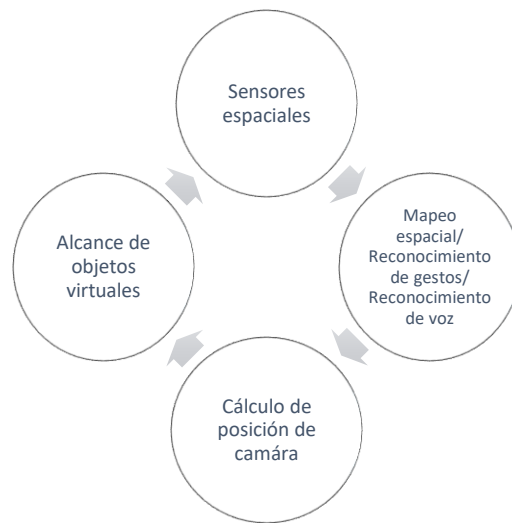 Sensores
espaciales
Mapeo
espacial/
Reconocimiento
de gestos/
Reconocimiento
de voz
Cálculo de
posición de
camára
Alcance de
objetos
virtuales